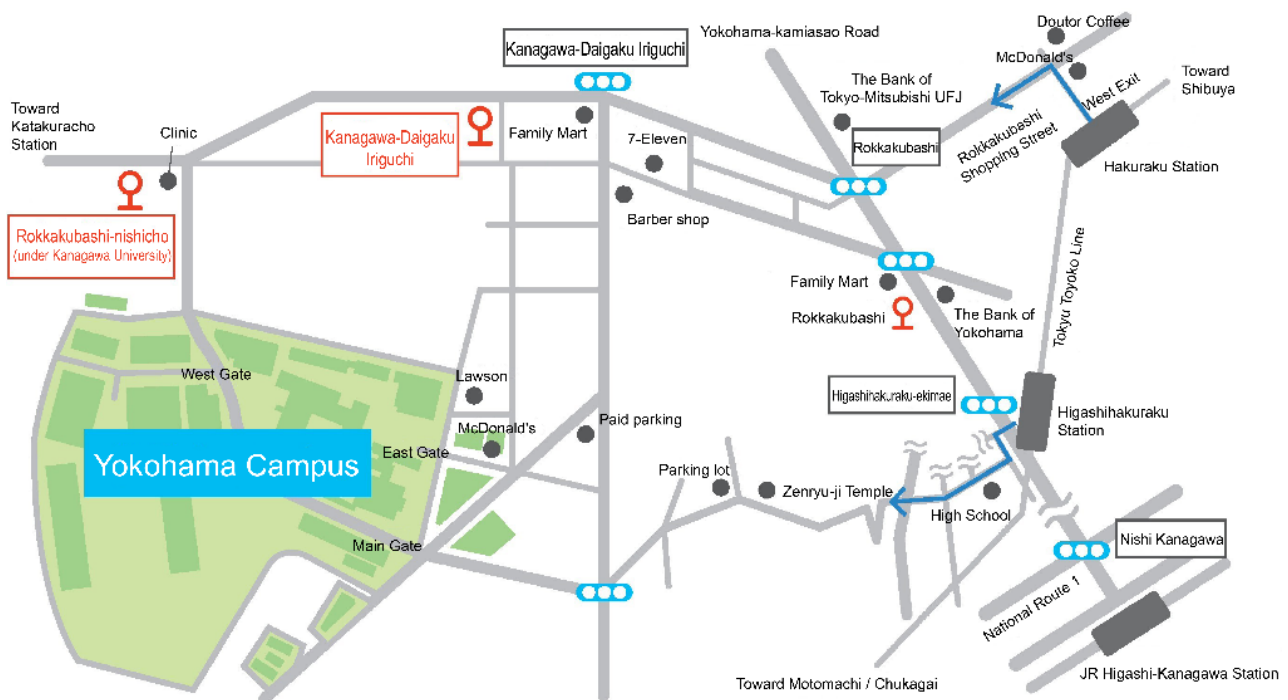 Doutor Coffee
Yokohama-kamiasao Road
Kanagawa-Daigaku Iriguchi
McDonald's
The Bank of
Tokyo-Mitsubishi UFJ
West Exit
Toward
Shibuya
Toward
Katakuracho
Station
Clinic
Kanagawa-Daigaku
Iriguchi
Family Mart
7-Eleven
Rokkakubashi
Rokkakubashi
Shopping Street
Hakuraku Station
Barber shop
Rokkakubashi-nishicho
(under Kanagawa University)
Family Mart
Rokkakubashi
The Bank of
Yokohama
Tokyu Toyoko Line
West Gate
Lawson
Higashihakuraku-ekimae
Higashihakuraku
Station
McDonald's
Paid parking
Yokohama Campus
East Gate
Parking lot
Zenryu-ji Temple
High School
Main Gate
Nishi Kanagawa
National Route 1
JR Higashi-Kanagawa Station
Toward Motomachi / Chukagai